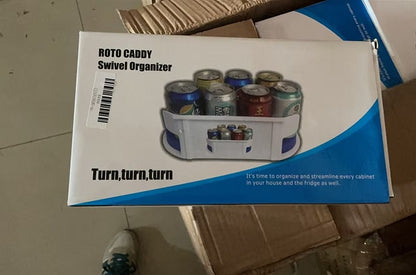 ROTO CADDY
Swivel Organizer
Turn,turn,turn
It's time to organize and streamline every cabinet
in your house and the fridge as well.